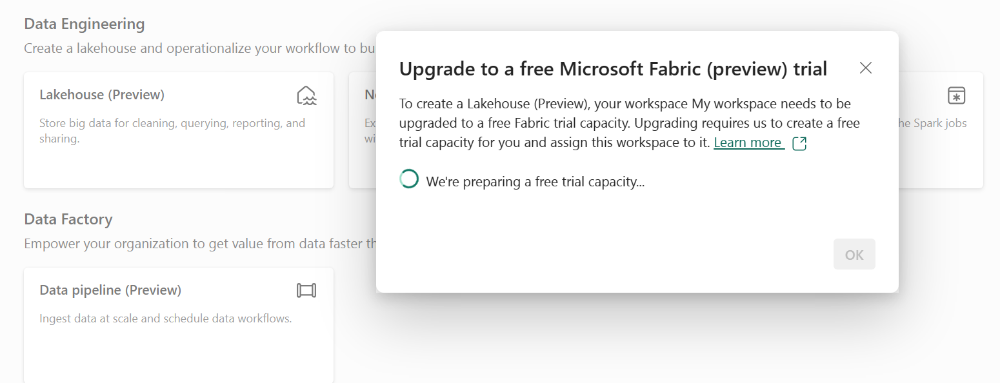 Data Engineering
Create a lakehouse and operationalize your workflow to bu
Lakehouse (Preview)
Store big data for cleaning, querying, reporting, and
sharing.
he Spark jobs
Upgrade to a free Microsoft Fabric (preview) trial
To create a Lakehouse (Preview), your workspace My workspace needs to be
upgraded to a free Fabric trial capacity. Upgrading requires us to create a free
trial capacity for you and assign this workspace to it. Learn more
We're preparing a free trial capacity...
OK
Data Factory
Empower your organization to get value from data faster th
Data pipeline (Preview)
Ingest data at scale and schedule data workflows.